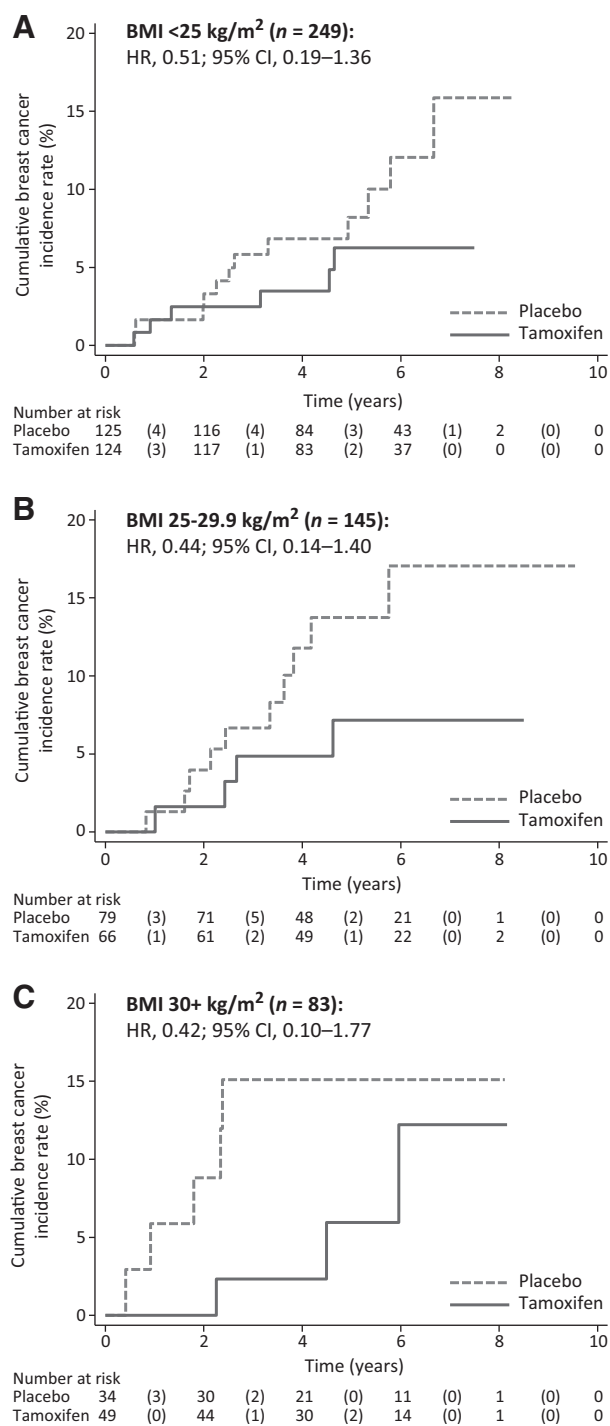 A
BMI <25 kg/m² (n = 249):
HR, 0.51; 95% CI, 0.19–1.36
Cumulative breast cancer
incidence rate (%)
20
15
10
5
0
Placebo
Tamoxifen
0 2 4 6 8 10
Time (years)
Number at risk
Placebo 125 (4) 116 (4) 84 (3) 43 (1) 2 (0) 0
Tamoxifen 124 (3) 117 (1) 83 (2) 37 (0) 0 (0) 0
B
BMI 25-29.9 kg/m² (n = 145):
HR, 0.44; 95% CI, 0.14–1.40
Cumulative breast cancer
incidence rate (%)
20
15
10
5
0
Placebo
Tamoxifen
0 2 4 6 8 10
Time (years)
Number at risk
Placebo 79 (3) 71 (5) 48 (2) 21 (0) 1 (0) 0
Tamoxifen 66 (1) 61 (2) 49 (1) 22 (0) 2 (0) 0
C
BMI 30+ kg/m² (n = 83):
HR, 0.42; 95% CI, 0.10–1.77
Cumulative breast cancer
incidence rate (%)
20
15
10
5
0
Placebo
Tamoxifen
0 2 4 6 8 10
Time (years)
Number at risk
Placebo 34 (3) 30 (2) 21 (0) 11 (0) 1 (0) 0
Tamoxifen 49 (0) 44 (1) 30 (2) 14 (0) 1 (0) 0